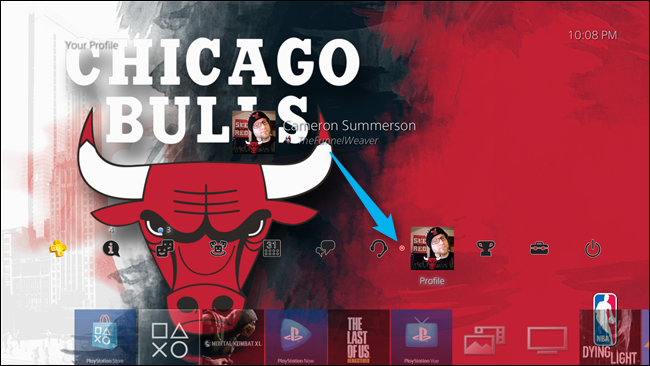 Your Profile
10:08 PM
CHICAGO
BULLS
Cameron Summerson
TheFunnelWeaver
31
Profile
PlayStation Store
MORTAL KOMBAT XL
PlayStation Now
THE
LAST
OF
US
PlayStation Vue
NBA
DYING
LIGHT